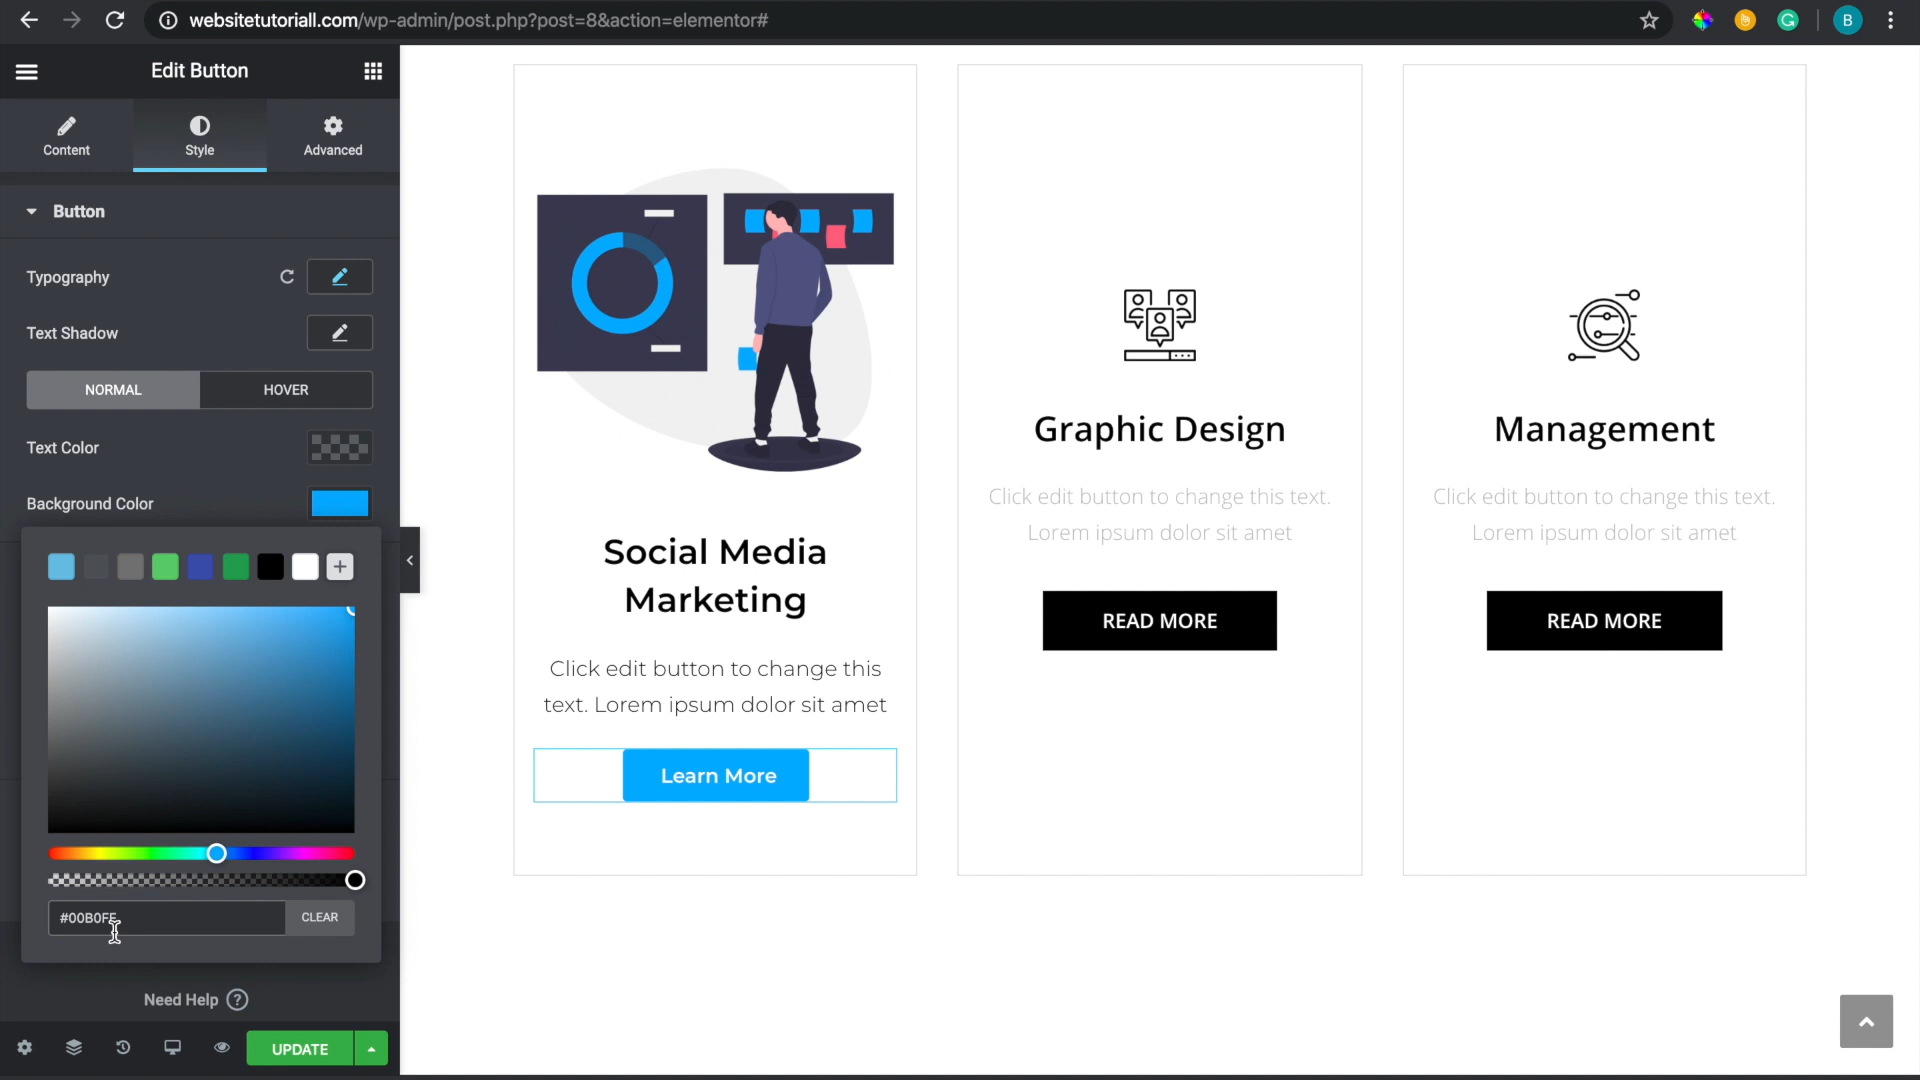 websitetutoriall.com/wp-admin/post.php?post=8&action=elementor#
B
Edit Button
Content
Style
Advanced
Button
Typography
Text Shadow
NORMAL
HOVER
Text Color
Background Color
#00B0FF
CLEAR
Need Help ?
UPDATE
Social Media
Marketing
Click edit button to change this
text. Lorem ipsum dolor sit amet
Learn More
Graphic Design
Click edit button to change this text.
Lorem ipsum dolor sit amet
READ MORE
Management
Click edit button to change this text.
Lorem ipsum dolor sit amet
READ MORE